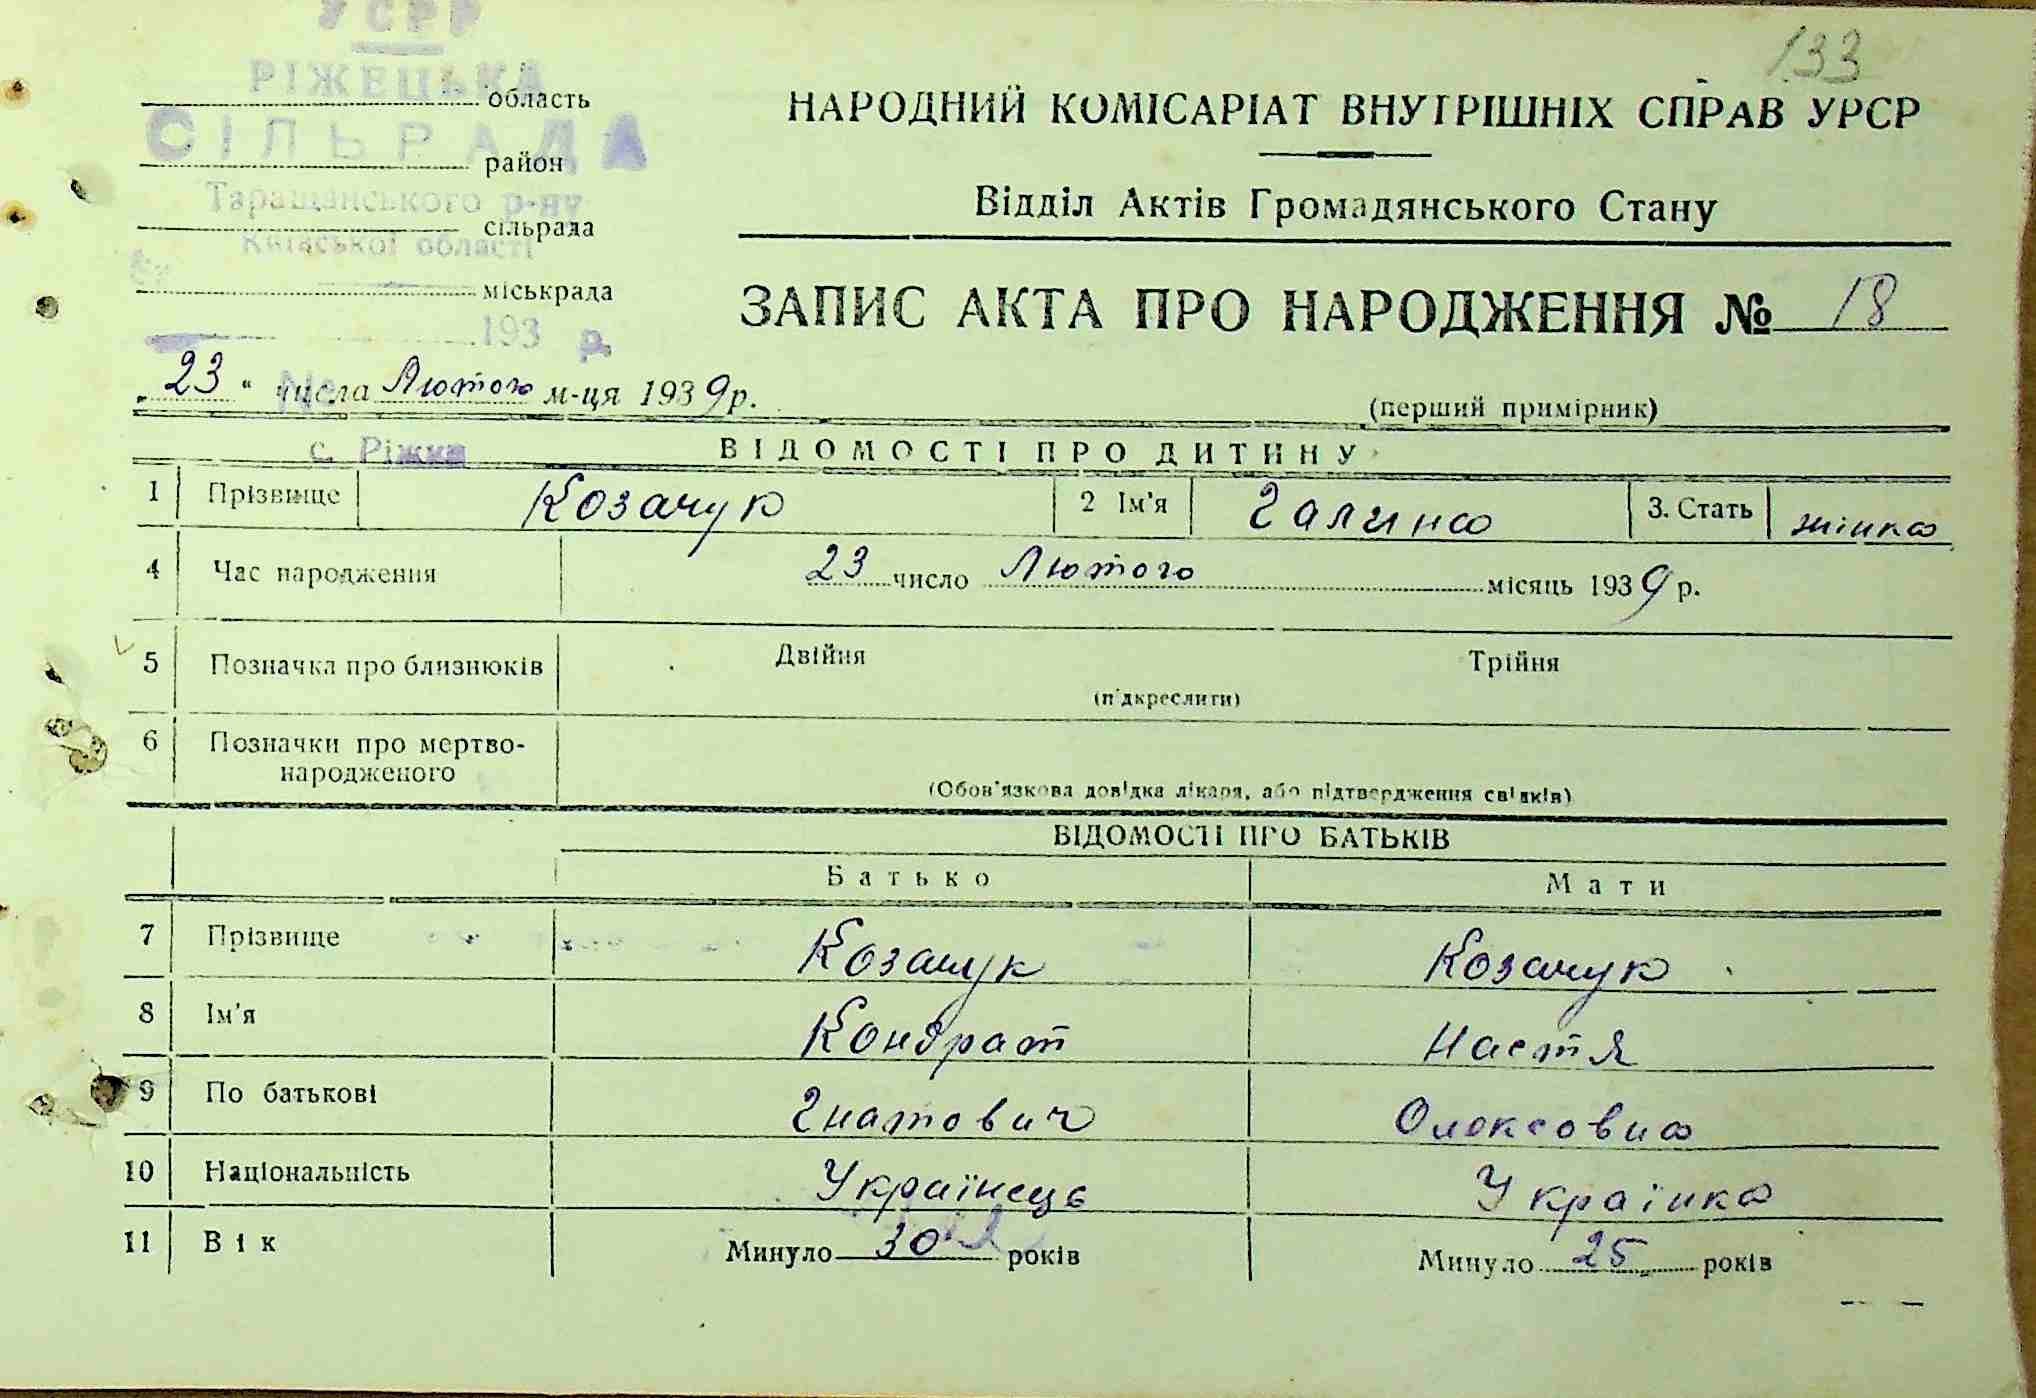 133
УСРР
РІЖЕЦЬКА
область
СІЛЬРАДА
район
Таращанського р-ну
сільрада
Київської області
міськрада
193 р.
НАРОДНИЙ КОМІСАРІАТ ВНУТРІШНІХ СПРАВ УРСР
Відділ Актів Громадянського Стану
ЗАПИС АКТА ПРО НАРОДЖЕННЯ № 18
„23“ числа Лютого м-ця 1939 р.
№
(перший примірник)
с. Ріжки
ВІДОМОСТІ ПРО ДИТИНУ
1 Прізвище Козачук 2 Ім'я Галина 3. Стать жінка
4 Час народження 23 число Лютого місяць 1939 р.
5 Позначка про близнюків Двійня Трійня
(підкреслити)
6 Позначки про мертво-
народженого
(Обов'язкова довідка лікаря, або підтвердження свідків)
ВІДОМОСТІ ПРО БАТЬКІВ
Батько Мати
7 Прізвище Козачук Козачук
8 Ім'я Кондрат Настя
9 По батькові Гнатович Олексовна
10 Національність Українець Українка
11 Вік Минуло 30 років Минуло 25 років